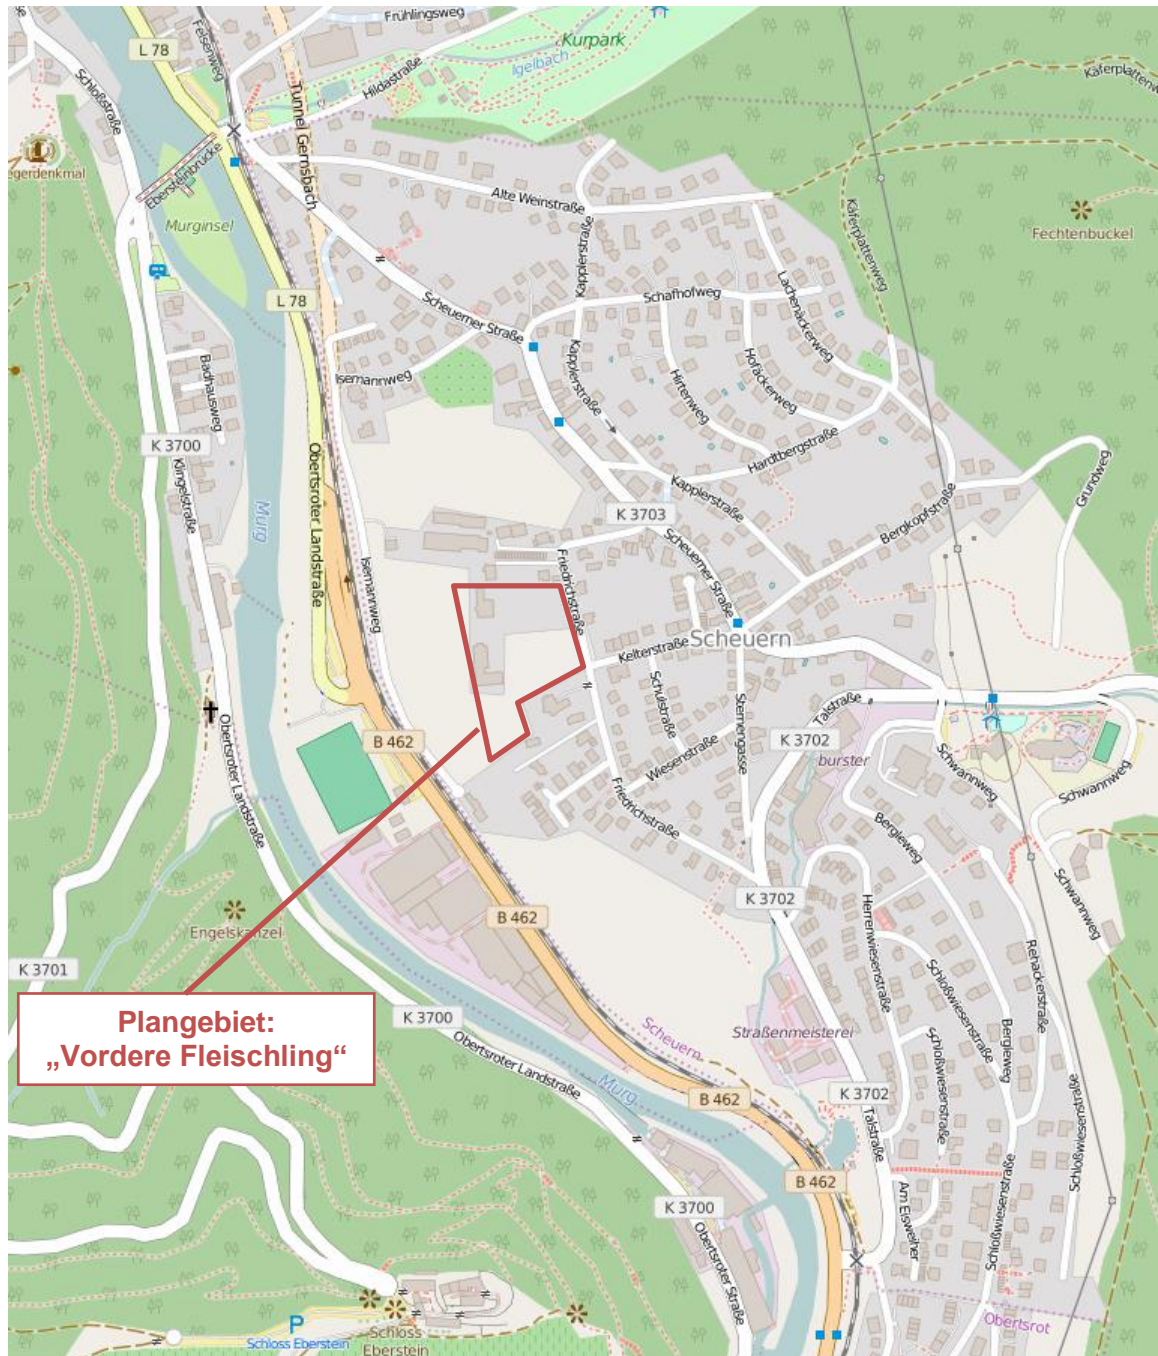 Frühlingsweg
Kurpark
Igelbach
L 78
Felsenweg
Hildastraße
Schloßstraße
Tunnel Gernsbach
Käferplattenw
egerdenkmal
Ebersteinbrücke
Murginsel
Alte Weinstraße
Käferplattenweg
Fechtenbuckel
Kapplerstraße
Lachenäckerweg
L 78
Schafhofweg
Scheuerner Straße
Badhausweg
Isemannweg
Kapplerstraße
Hirtenweg
Hofäckerweg
K 3700
Klingelstraße
Murg
Obertsroter Landstraße
Hardtbergstraße
Kapplerstraße
Grundweg
K 3703
Bergkopfstraße
Isemannweg
Friedrichstraße
Scheuerner Straße
Kelterstraße
Scheuern
Schulstraße
Sternengasse
Talstraße
Obertsroter Landstraße
B 462
Wiesenstraße
K 3702
burster
Schwannweg
Schwannweg
Friedrichstraße
Bergleweg
K 3702
Schwannweg
B 462
Engelskanzel
Herrenwiesenstraße
Rehackerstraße
K 3701
Schloßwiesenstraße
Plangebiet:
„Vordere Fleischling“
K 3700
Scheuern
Straßenmeisterei
Bergleweg
Obertsroter Landstraße
Murg
Schloßwiesenstraße
B 462
K 3702
Talstraße
Schloßwiesenstraße
B 462
K 3700
Am Eisweiher
Schloßwiesenstraße
Obertsroter Straße
Obertsrot
P
Schloss Eberstein
Schloss
Eberstein